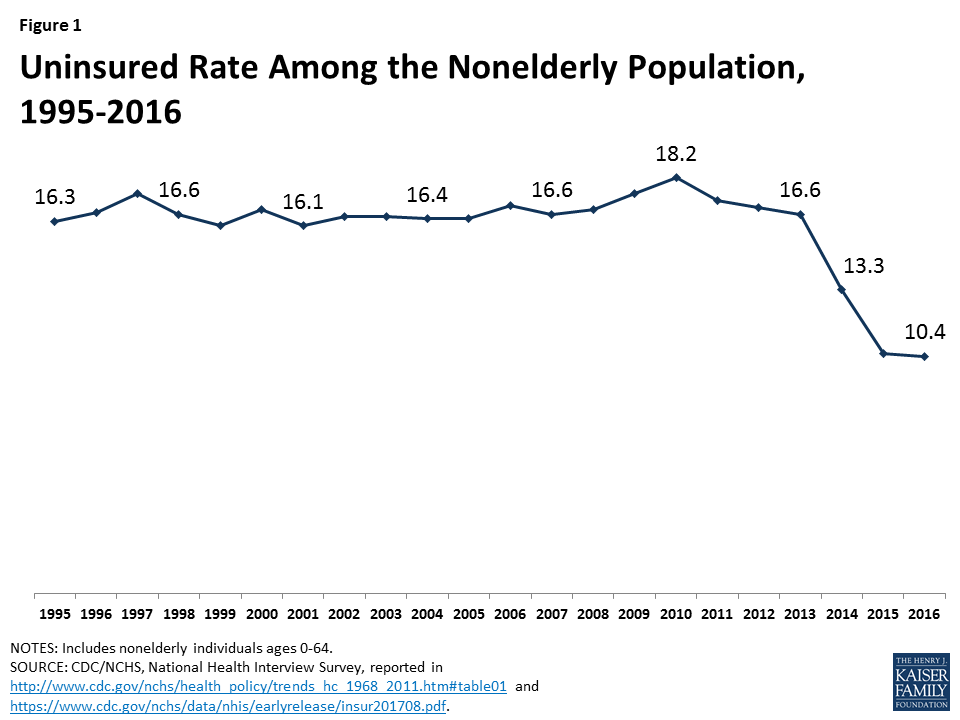 Figure 1
Uninsured Rate Among the Nonelderly Population,
1995-2016
16.3
16.6
16.1
16.4
16.6
18.2
16.6
13.3
10.4
1995 1996 1997 1998 1999 2000 2001 2002 2003 2004 2005 2006 2007 2008 2009 2010 2011 2012 2013 2014 2015 2016
NOTES: Includes nonelderly individuals ages 0-64.
SOURCE: CDC/NCHS, National Health Interview Survey, reported in
http://www.cdc.gov/nchs/health_policy/trends_hc_1968_2011.htm#table01 and
https://www.cdc.gov/nchs/data/nhis/earlyrelease/insur201708.pdf.
THE HENRY J.
KAISER
FAMILY
FOUNDATION